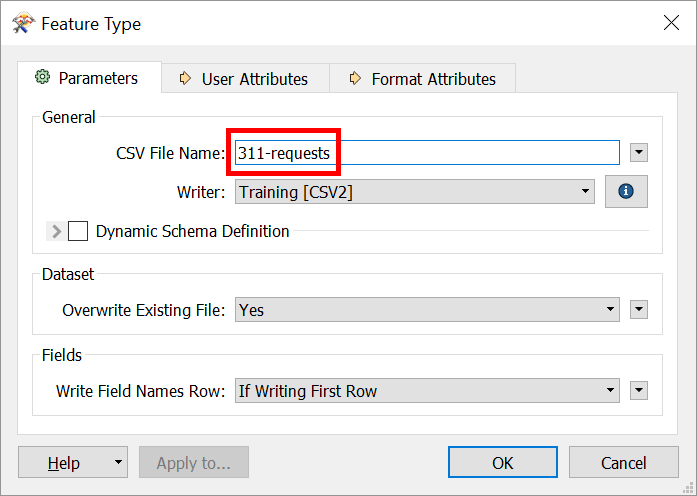 Feature Type
Parameters
User Attributes
Format Attributes
General
CSV File Name: 311-requests
Writer: Training [CSV2]
Dynamic Schema Definition
Dataset
Overwrite Existing File: Yes
Fields
Write Field Names Row: If Writing First Row
Help Apply to... OK Cancel